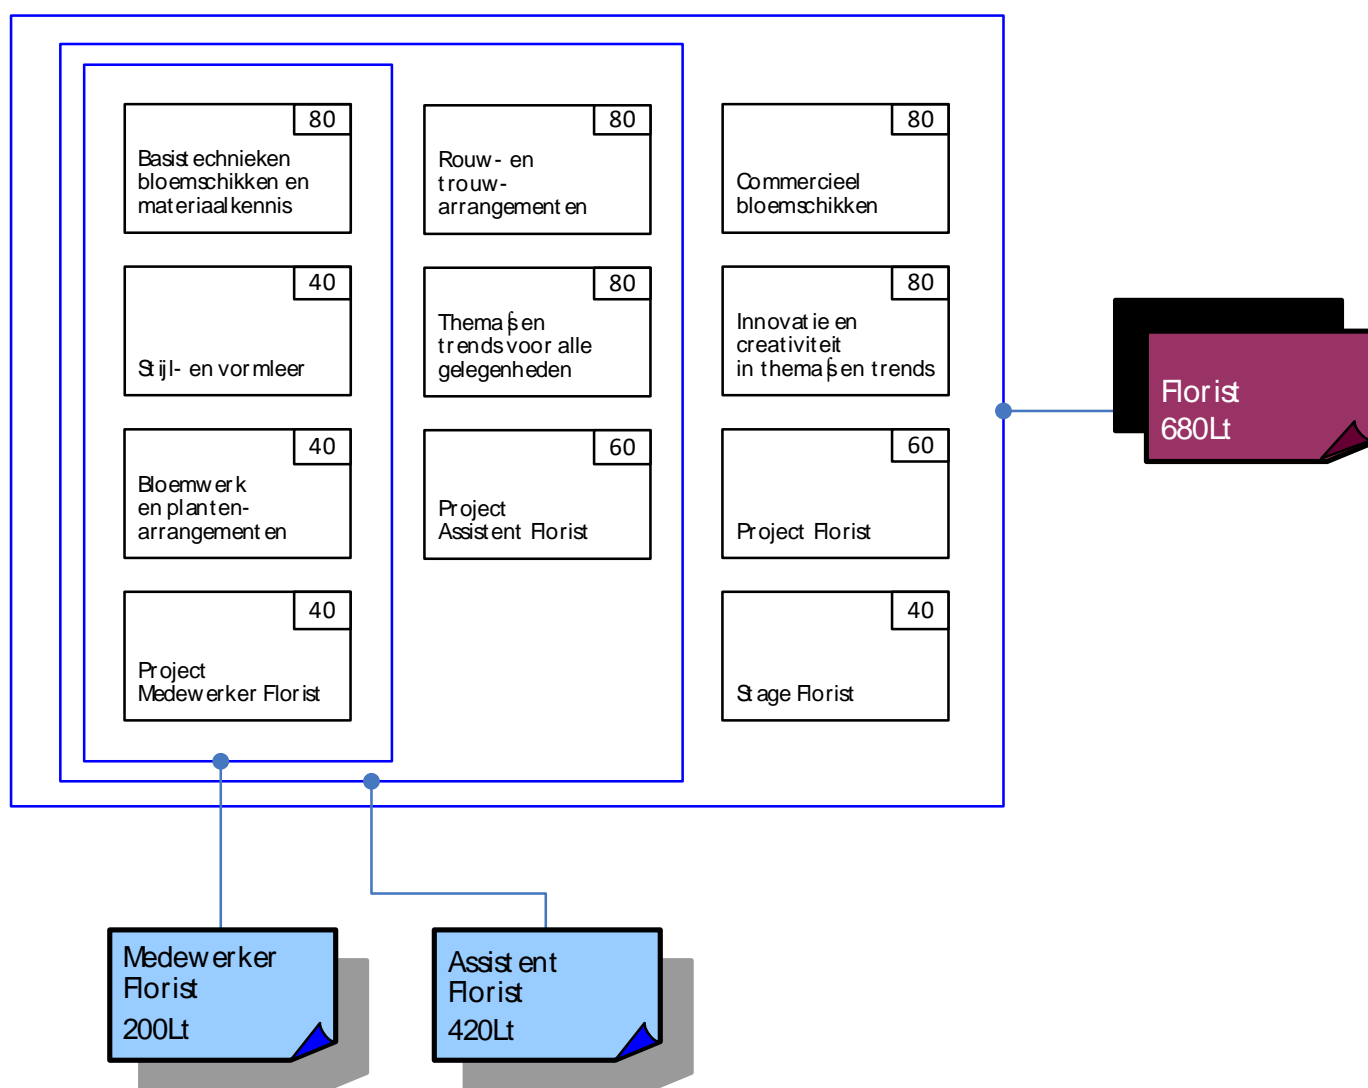 80
Basistechnieken
bloemschikken en
materiaalkennis
80
Rouw- en
trouw-
arrangementen
80
Commercieel
bloemschikken
40
Stijl- en vormleer
80
Thema's en
trends voor alle
gelegenheden
80
Innovatie en
creativiteit
in thema's en trends
40
Bloemwerk
en planten-
arrangementen
60
Project
Assistent Florist
60
Project Florist
40
Project
Medewerker Florist
40
Stage Florist
Florist
680Lt
Medewerker
Florist
200Lt
Assistent
Florist
420Lt